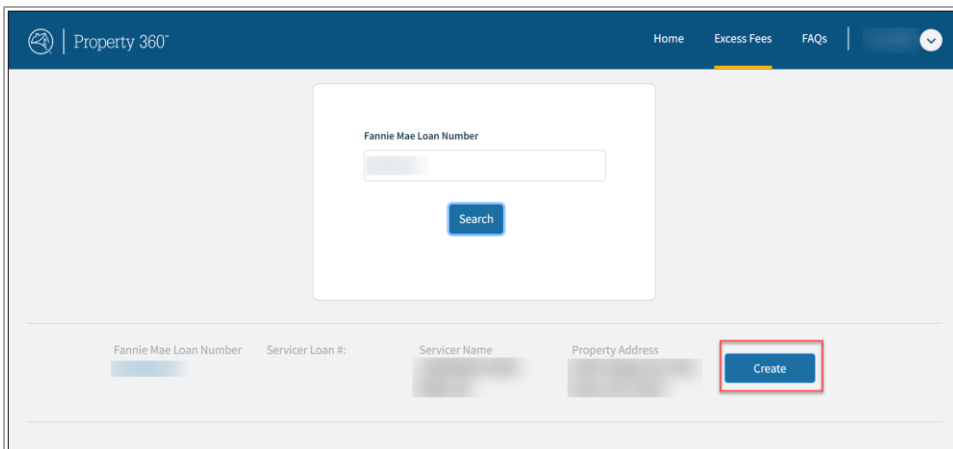 Property 360™
Home Excess Fees FAQs
Fannie Mae Loan Number
Search
Fannie Mae Loan Number Servicer Loan #: Servicer Name Property Address
Create